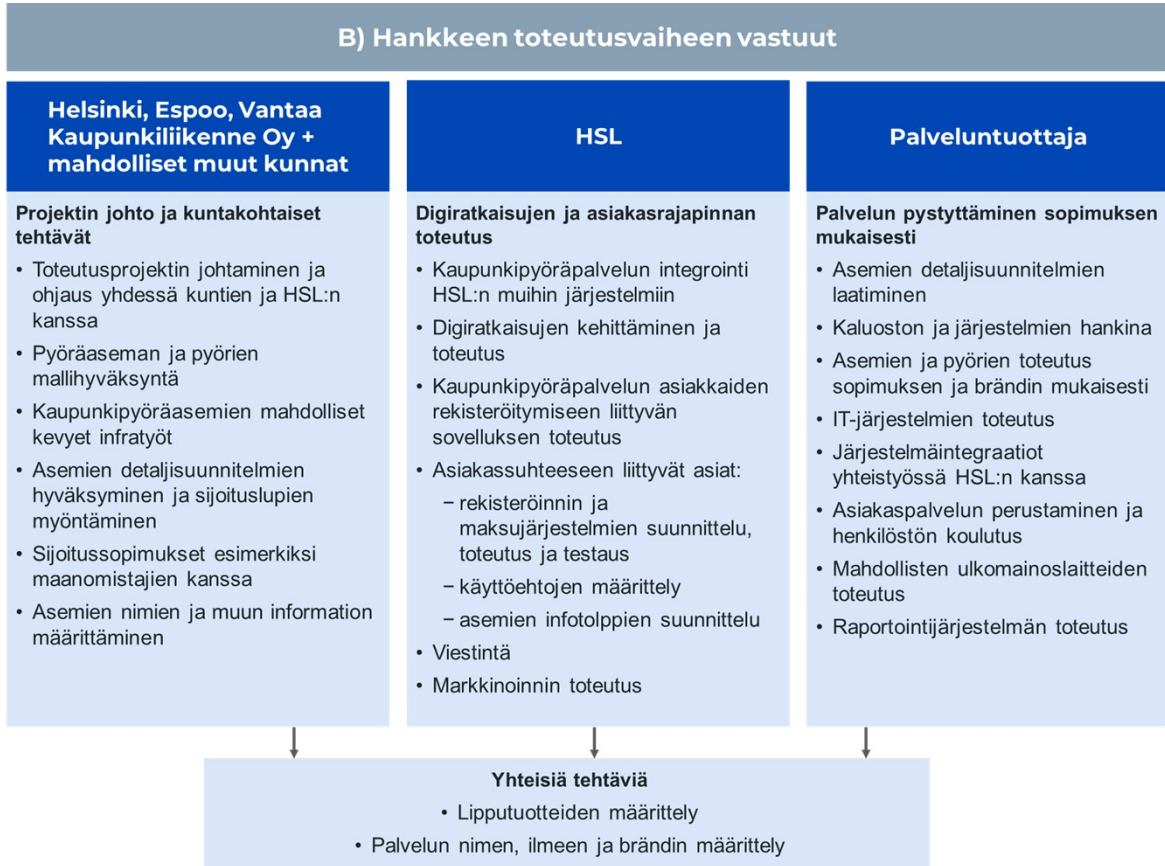 B) Hankkeen toteutusvaiheen vastuut
Helsinki, Espoo, Vantaa
Kaupunkiliikenne Oy +
mahdolliset muut kunnat
Projektin johto ja kuntakohtaiset
tehtävät
• Toteutusprojektin johtaminen ja
ohjaus yhdessä kuntien ja HSL:n
kanssa
• Pyöräaseman ja pyörien
mallihyväksyntä
• Kaupunkipyöräasemien mahdolliset
kevyet infratyöt
• Asemien detaljisuunnitelmien
hyväksyminen ja sijoituslupien
myöntäminen
• Sijoitussopimukset esimerkiksi
maanomistajien kanssa
• Asemien nimien ja muun information
määrittäminen
HSL
Digiratkaisujen ja asiakasrajapinnan
toteutus
• Kaupunkipyöräpalvelun integrointi
HSL:n muihin järjestelmiin
• Digiratkaisujen kehittäminen ja
toteutus
• Kaupunkipyöräpalvelun asiakkaiden
rekisteröitymiseen liittyvän
sovelluksen toteutus
• Asiakassuhteeseen liittyvät asiat:
− rekisteröinnin ja
maksujärjestelmien suunnittelu,
toteutus ja testaus
− käyttöehtojen määrittely
− asemien infotolppien suunnittelu
• Viestintä
• Markkinoinnin toteutus
Palveluntuottaja
Palvelun pystyttäminen sopimuksen
mukaisesti
• Asemien detaljisuunnitelmien
laatiminen
• Kaluoston ja järjestelmien hankina
• Asemien ja pyörien toteutus
sopimuksen ja brändin mukaisesti
• IT-järjestelmien toteutus
• Järjestelmäintegraatiot
yhteistyössä HSL:n kanssa
• Asiakaspalvelun perustaminen ja
henkilöstön koulutus
• Mahdollisten ulkomainoslaitteiden
toteutus
• Raportointijärjestelmän toteutus
Yhteisiä tehtäviä
• Lipputuotteiden määrittely
• Palvelun nimen, ilmeen ja brändin määrittely